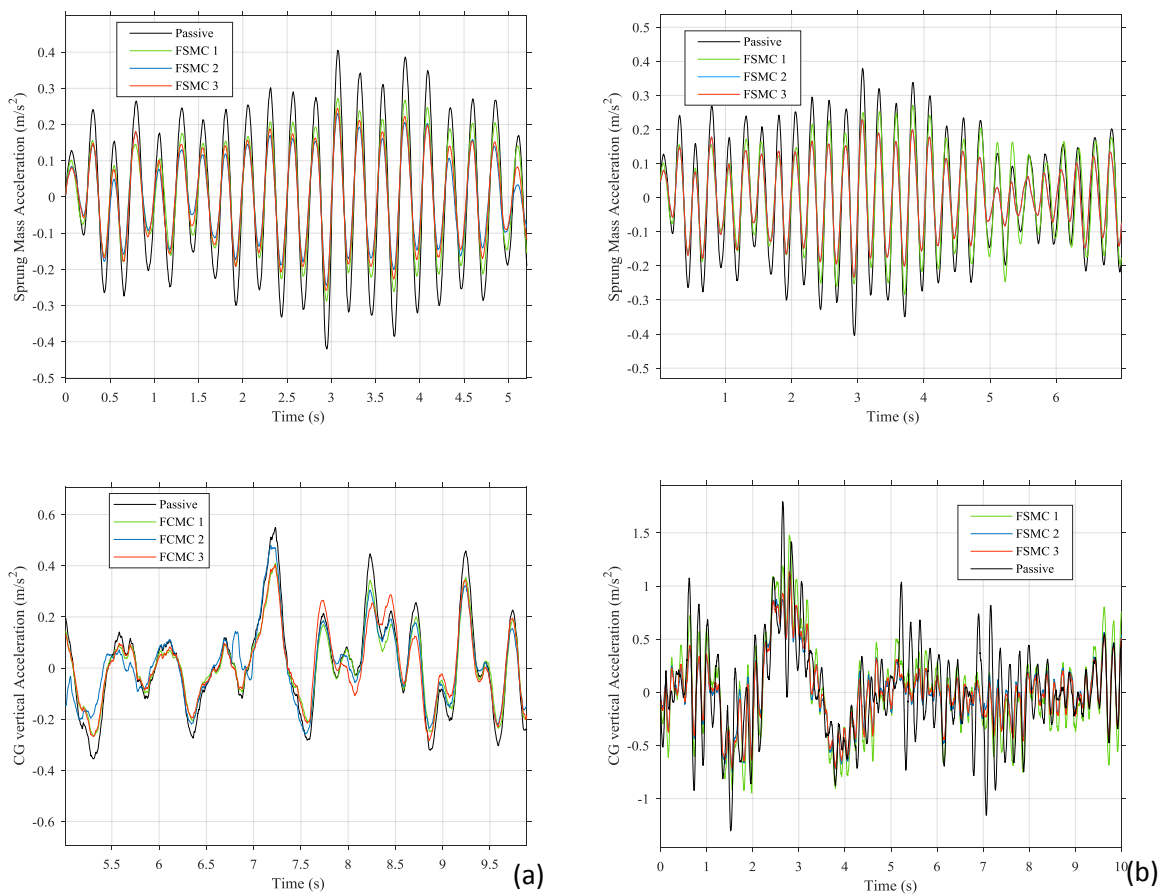 Passive
FSMC 1
FSMC 2
FSMC 3
Sprung Mass Acceleration (m/s²)
0.4
0.3
0.2
0.1
0
-0.1
-0.2
-0.3
-0.4
-0.5
0 0.5 1 1.5 2 2.5 3 3.5 4 4.5 5
Time (s)
Passive
FSMC 1
FSMC 2
FSMC 3
Sprung Mass Acceleration (m/s²)
0.5
0.4
0.3
0.2
0.1
0
-0.1
-0.2
-0.3
-0.4
-0.5
1 2 3 4 5 6
Time (s)
Passive
FCMC 1
FCMC 2
FCMC 3
CG vertical Acceleration (m/s²)
0.6
0.4
0.2
0
-0.2
-0.4
-0.6
5.5 6 6.5 7 7.5 8 8.5 9 9.5
Time (s)
(a)
FSMC 1
FSMC 2
FSMC 3
Passive
CG vertical Acceleration (m/s²)
1.5
1
0.5
0
-0.5
-1
0 1 2 3 4 5 6 7 8 9 10
Time (s)
(b)